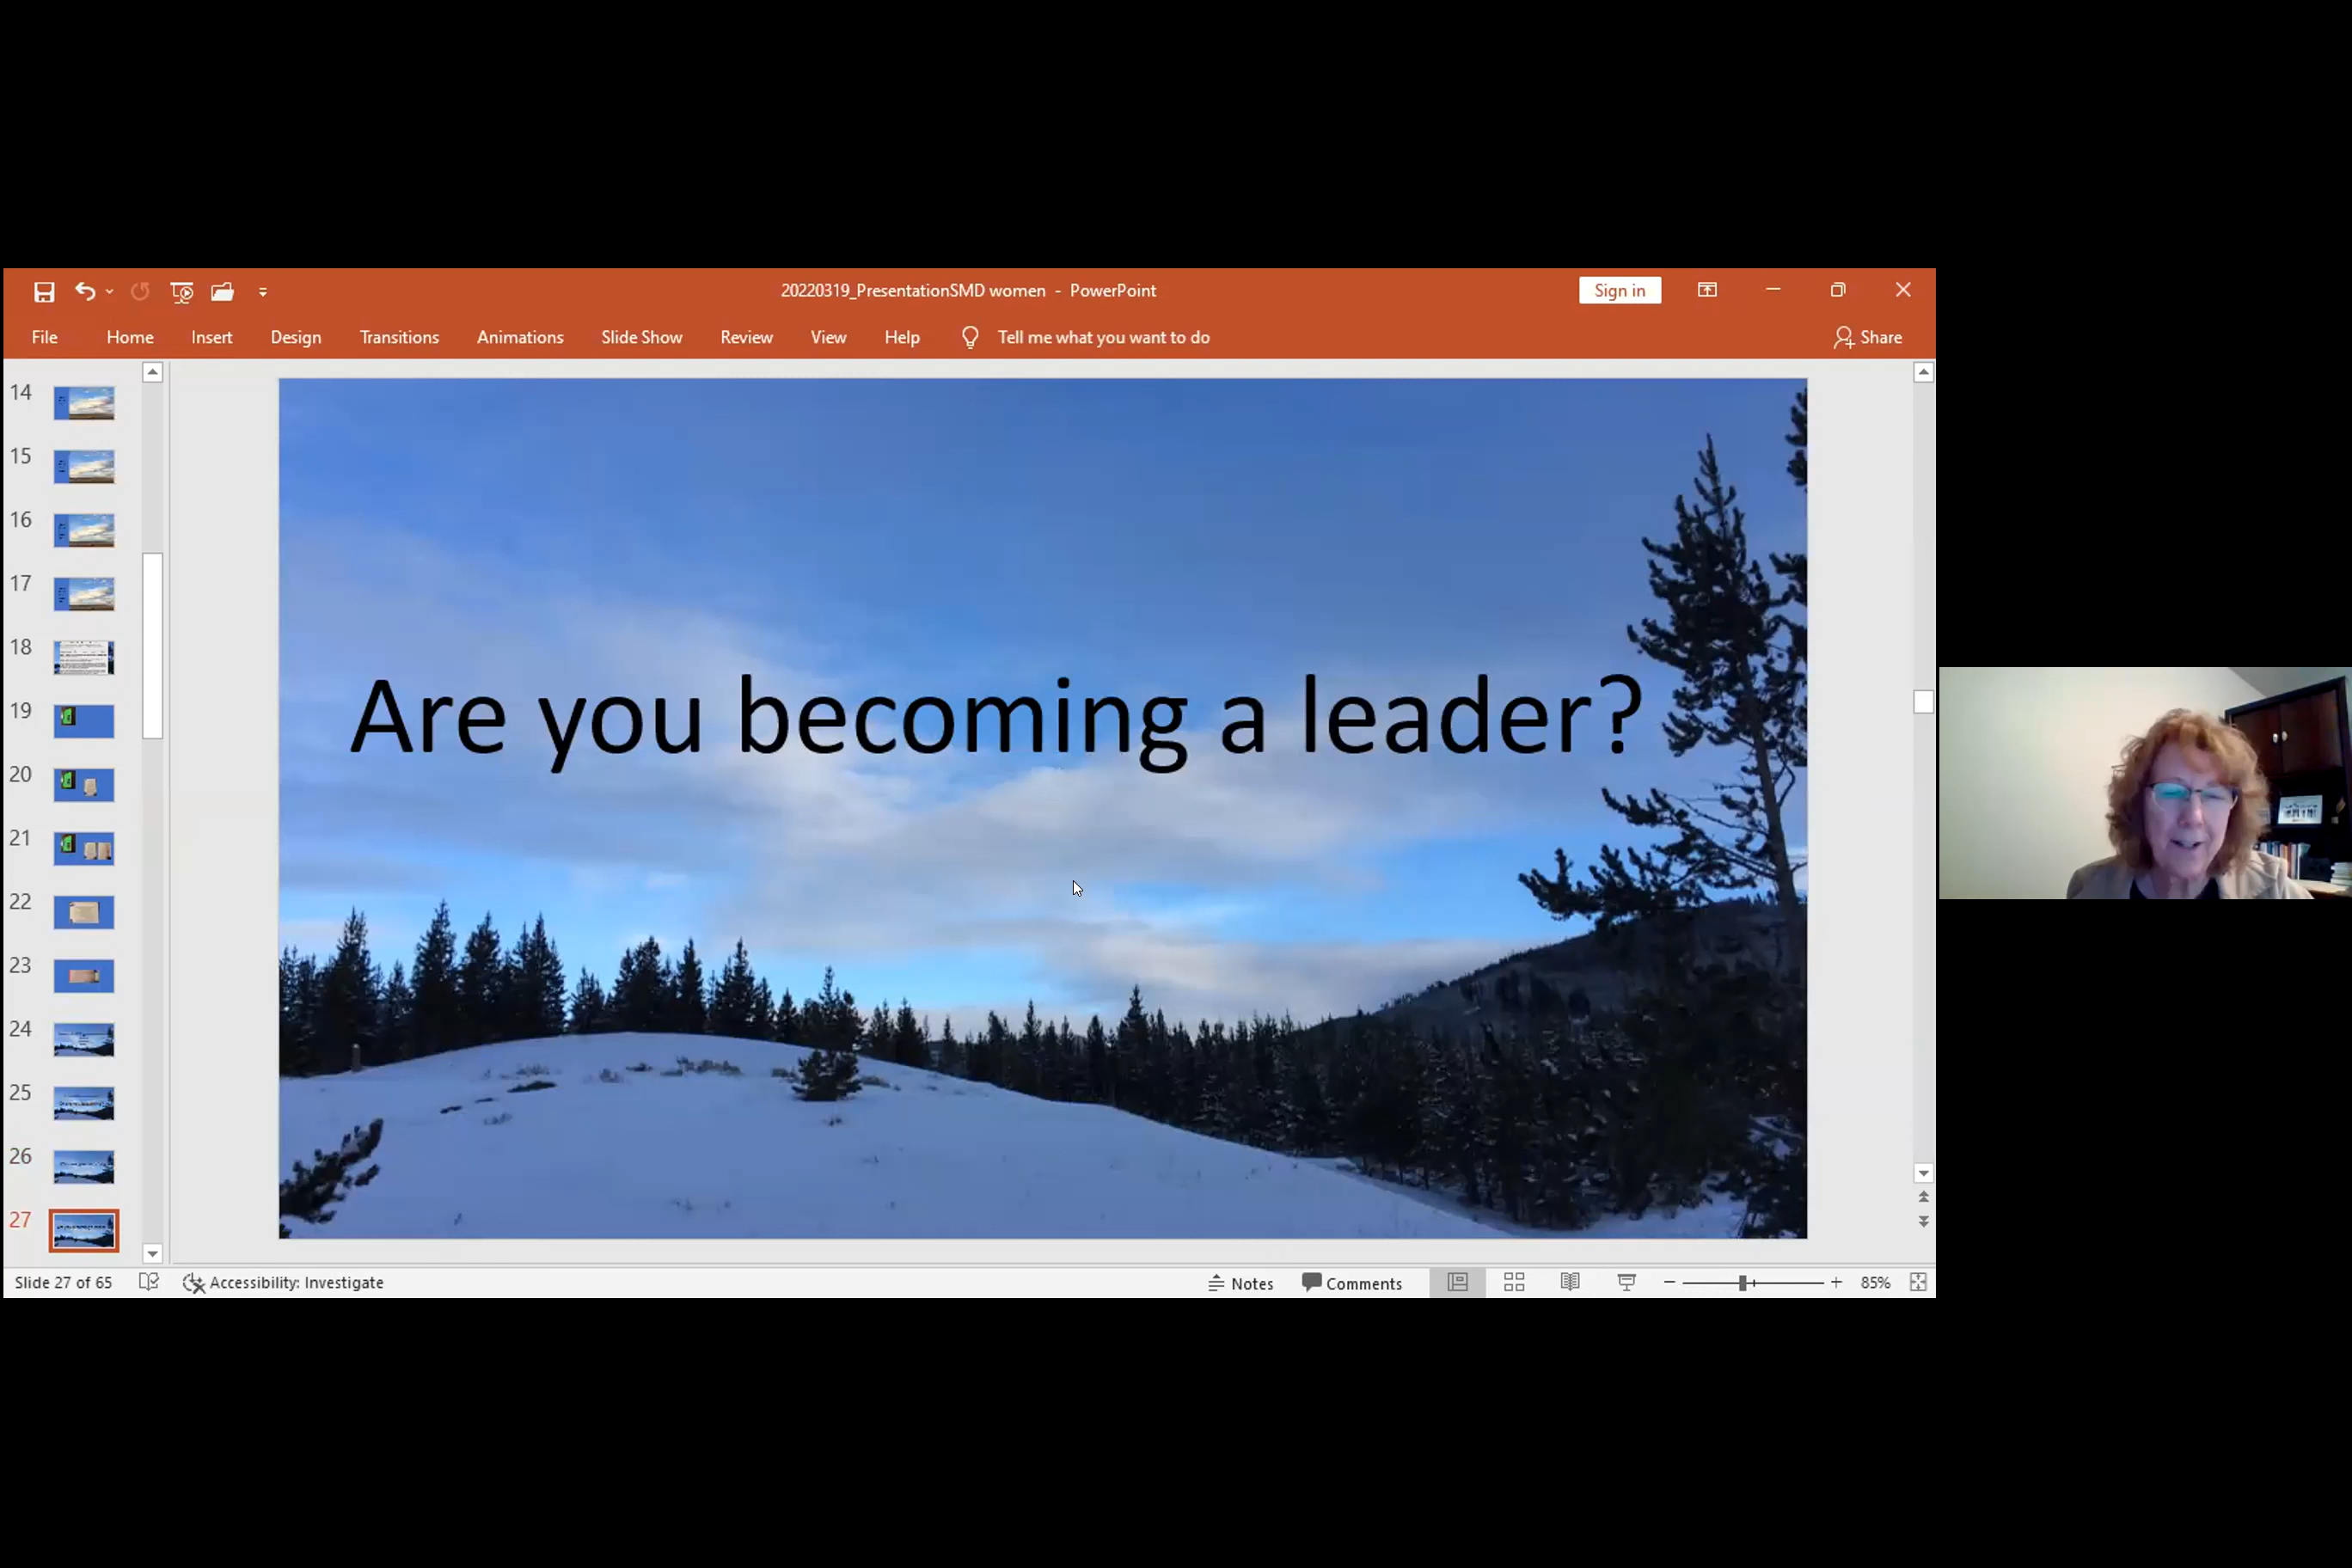 20220319_PresentationSMD women - PowerPoint
Sign in
File Home Insert Design Transitions Animations Slide Show Review View Help Tell me what you want to do Share
14
15
16
17
18
19
20
21
22
23
24
25
26
27
Are you becoming a leader?
Slide 27 of 65 Accessibility: Investigate Notes Comments 85%